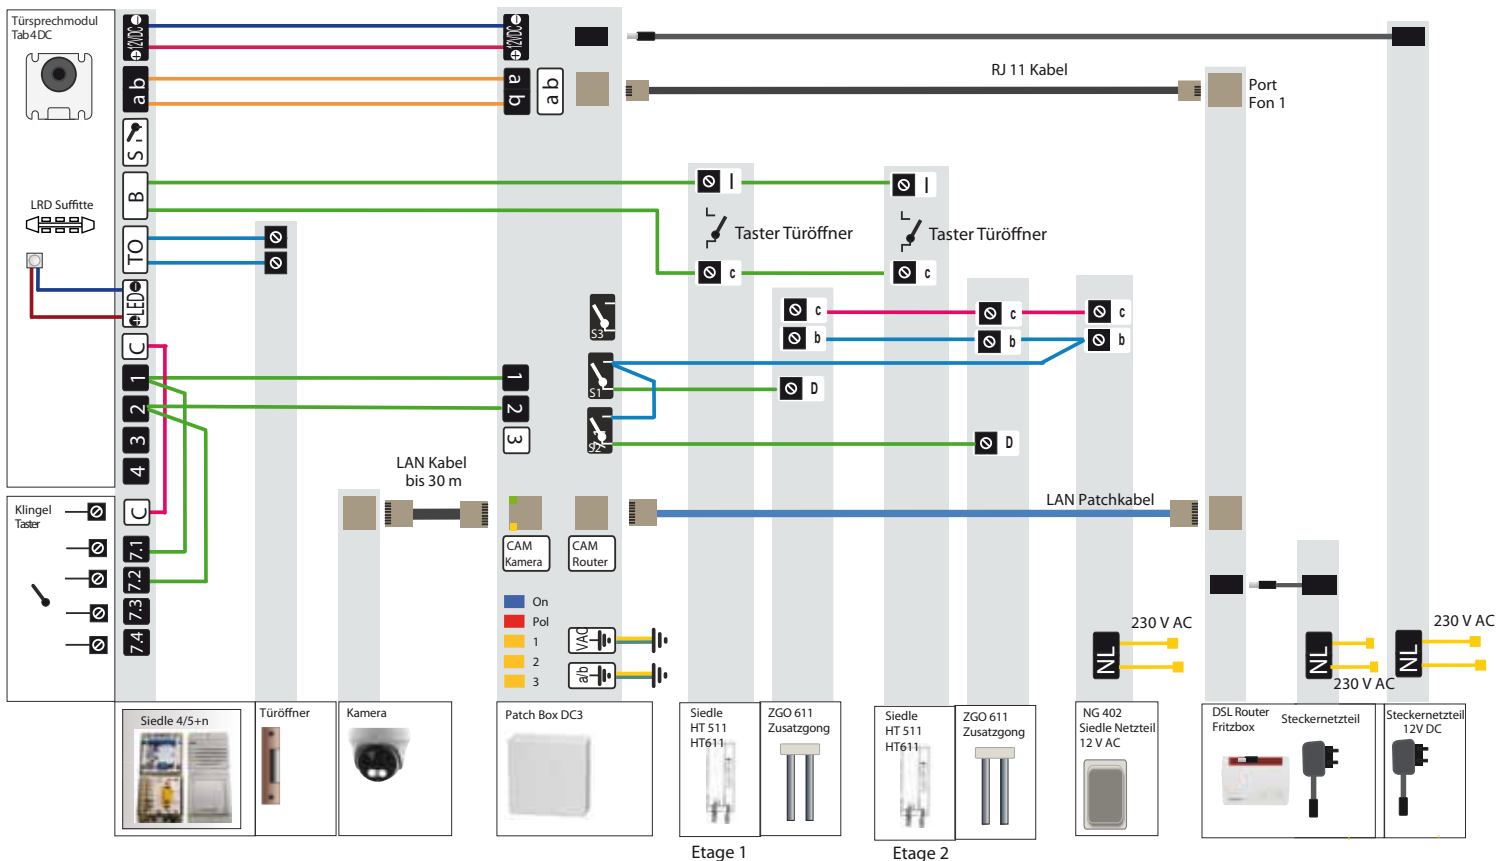 Türsprechmodul
Tab4DC
⊕12VDC⊖
a b
S
B
TO
⊕LED⊖
C
1
2
3
4
LRD Suffitte
Klingel
Taster
C
7.1
7.2
7.3
7.4
⊕12VDC⊖
a
b
a b
RJ 11 Kabel
Port
Fon 1
I
c
Taster Türöffner
I
c
Taster Türöffner
S3
S1
S2
1
2
3
c
b
D
c
b
D
c
b
LAN Kabel
bis 30 m
LAN Patchkabel
CAM
Kamera
CAM
Router
On
Pol
1
2
3
VAC
a/b
230 V AC
NL
NL
230 V AC
230 V AC
NL
Siedle 4/5+n
Türöffner
Kamera
Patch Box DC3
Siedle
HT 511
HT611
ZGO 611
Zusatzgong
Siedle
HT 511
HT611
ZGO 611
Zusatzgong
NG 402
Siedle Netzteil
12 V AC
DSL Router
Fritzbox
Steckernetzteil
Steckernetzteil
12V DC
Etage 1
Etage 2